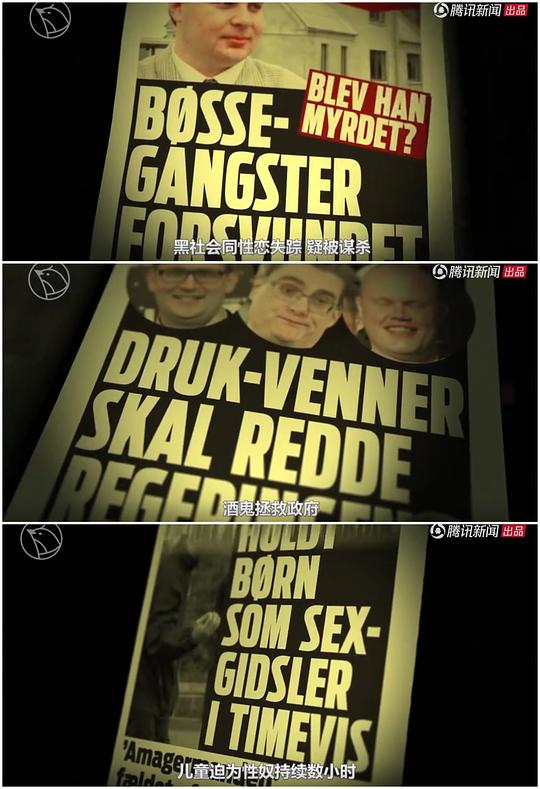 腾讯新闻 出品
BLEV HAN
MYRDET?
BØSSE-
GANGSTER
FORSVUNDET
黑社会同性恋失踪 疑被谋杀
腾讯新闻 出品
DRUK-VENNER
SKAL REDDE
酒鬼拯救政府
腾讯新闻 出品
HOLDT
BØRN
SOM SEX-
GIDSLER
I TIMEVIS
儿童迫为性奴持续数小时